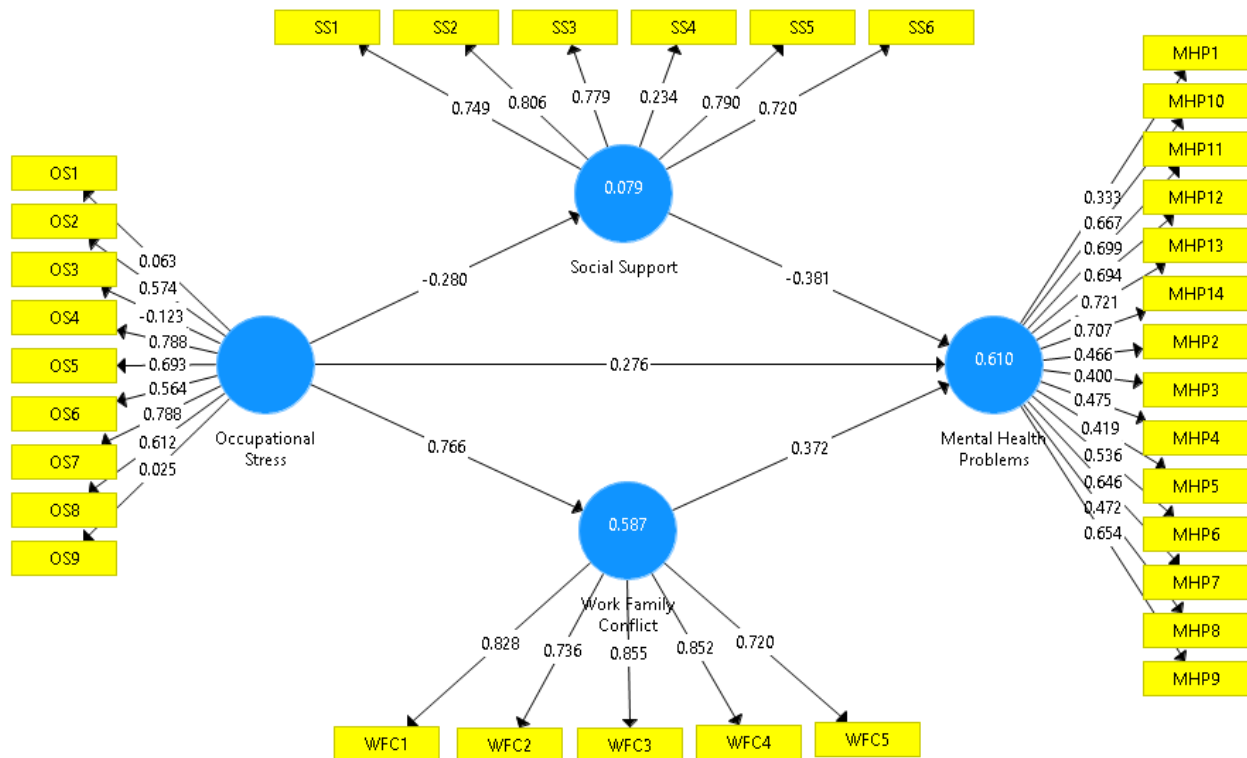 SS1
SS2
SS3
SS4
SS5
SS6
0.749
0.806
0.779
0.234
0.790
0.720
0.079
Social Support
OS1
OS2
OS3
OS4
OS5
OS6
OS7
OS8
OS9
0.063
0.574
-0.123
0.788
0.693
0.564
0.788
0.612
0.025
Occupational
Stress
-0.280
-0.381
0.276
0.766
0.372
0.610
Mental Health
Problems
0.333
0.667
0.699
0.694
0.721
0.707
0.466
0.400
0.475
0.419
0.536
0.646
0.472
0.654
MHP1
MHP10
MHP11
MHP12
MHP13
MHP14
MHP2
MHP3
MHP4
MHP5
MHP6
MHP7
MHP8
MHP9
0.587
Work Family
Conflict
0.828
0.736
0.855
0.852
0.720
WFC1
WFC2
WFC3
WFC4
WFC5